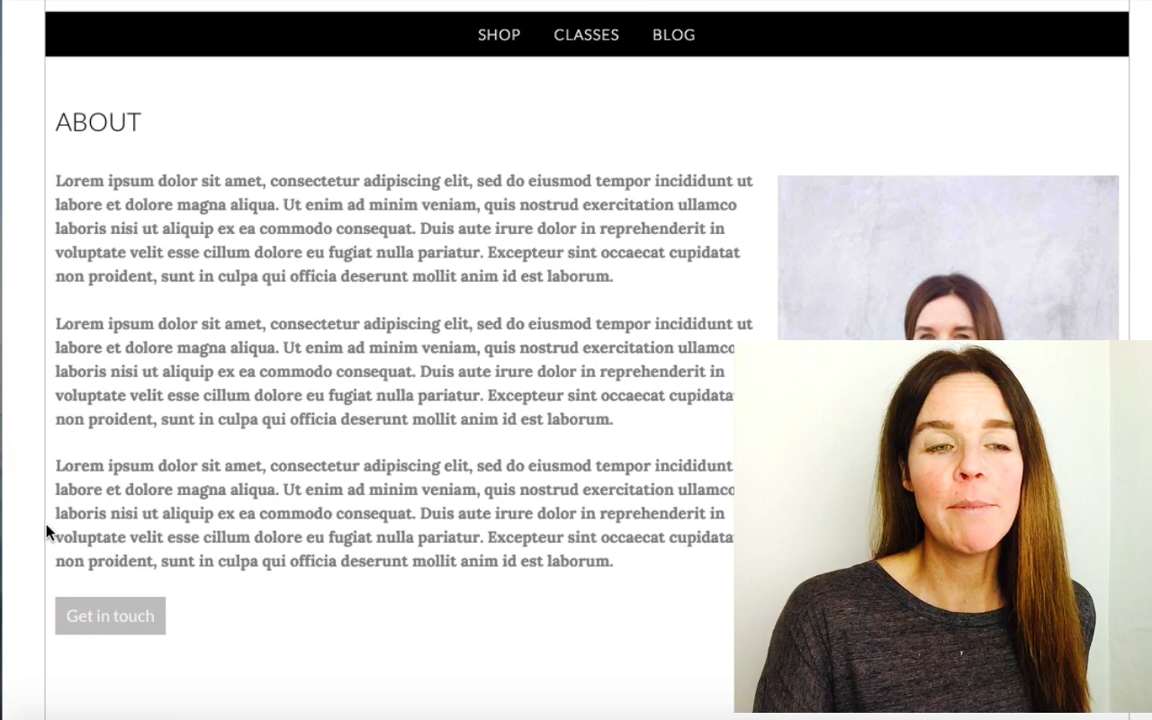 SHOP CLASSES BLOG
ABOUT
Lorem ipsum dolor sit amet, consectetur adipiscing elit, sed do eiusmod tempor incididunt ut
labore et dolore magna aliqua. Ut enim ad minim veniam, quis nostrud exercitation ullamco
laboris nisi ut aliquip ex ea commodo consequat. Duis aute irure dolor in reprehenderit in
voluptate velit esse cillum dolore eu fugiat nulla pariatur. Excepteur sint occaecat cupidatat
non proident, sunt in culpa qui officia deserunt mollit anim id est laborum.
Lorem ipsum dolor sit amet, consectetur adipiscing elit, sed do eiusmod tempor incididunt ut
labore et dolore magna aliqua. Ut enim ad minim veniam, quis nostrud exercitation ullamco
laboris nisi ut aliquip ex ea commodo consequat. Duis aute irure dolor in reprehenderit in
voluptate velit esse cillum dolore eu fugiat nulla pariatur. Excepteur sint occaecat cupidata
non proident, sunt in culpa qui officia deserunt mollit anim id est laborum.
Lorem ipsum dolor sit amet, consectetur adipiscing elit, sed do eiusmod tempor incididunt
labore et dolore magna aliqua. Ut enim ad minim veniam, quis nostrud exercitation ullamco
laboris nisi ut aliquip ex ea commodo consequat. Duis aute irure dolor in reprehenderit in
voluptate velit esse cillum dolore eu fugiat nulla pariatur. Excepteur sint occaecat cupidata
non proident, sunt in culpa qui officia deserunt mollit anim id est laborum.
Get in touch